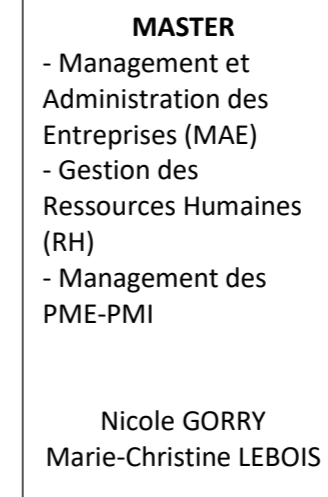 MASTER
- Management et
Administration des
Entreprises (MAE)
- Gestion des
Ressources Humaines
(RH)
- Management des
PME-PMI
Nicole GORRY
Marie-Christine LEBOIS